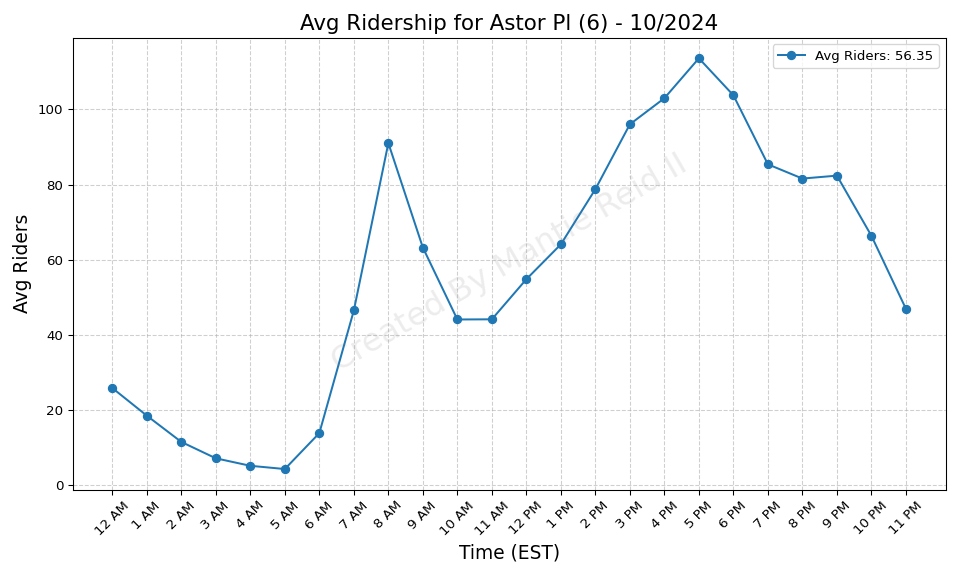 Avg Ridership for Astor Pl (6) - 10/2024
Avg Riders: 56.35
Avg Riders
100
80
60
40
20
0
Created By Mantie Reid II
12 AM
1 AM
2 AM
3 AM
4 AM
5 AM
6 AM
7 AM
8 AM
9 AM
10 AM
11 AM
12 PM
1 PM
2 PM
3 PM
4 PM
5 PM
6 PM
7 PM
8 PM
9 PM
10 PM
11 PM
Time (EST)